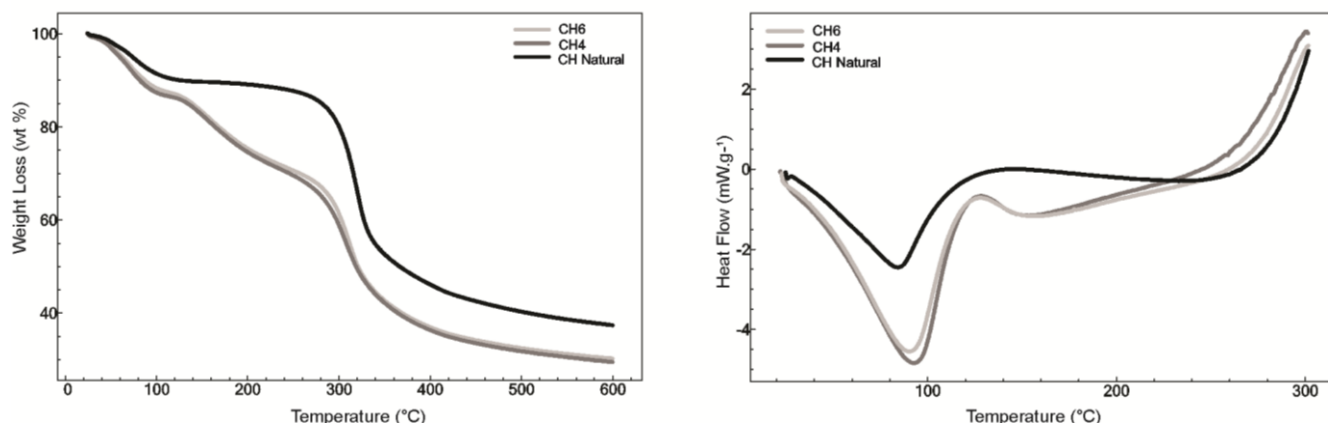 CH6
CH4
CH Natural
100
80
60
40
0
100
200
300
400
500
600
Weight Loss (wt %)
Temperature (°C)
CH6
CH4
CH Natural
2
0
-2
-4
100
200
300
Heat Flow (mW.g-¹)
Temperature (°C)